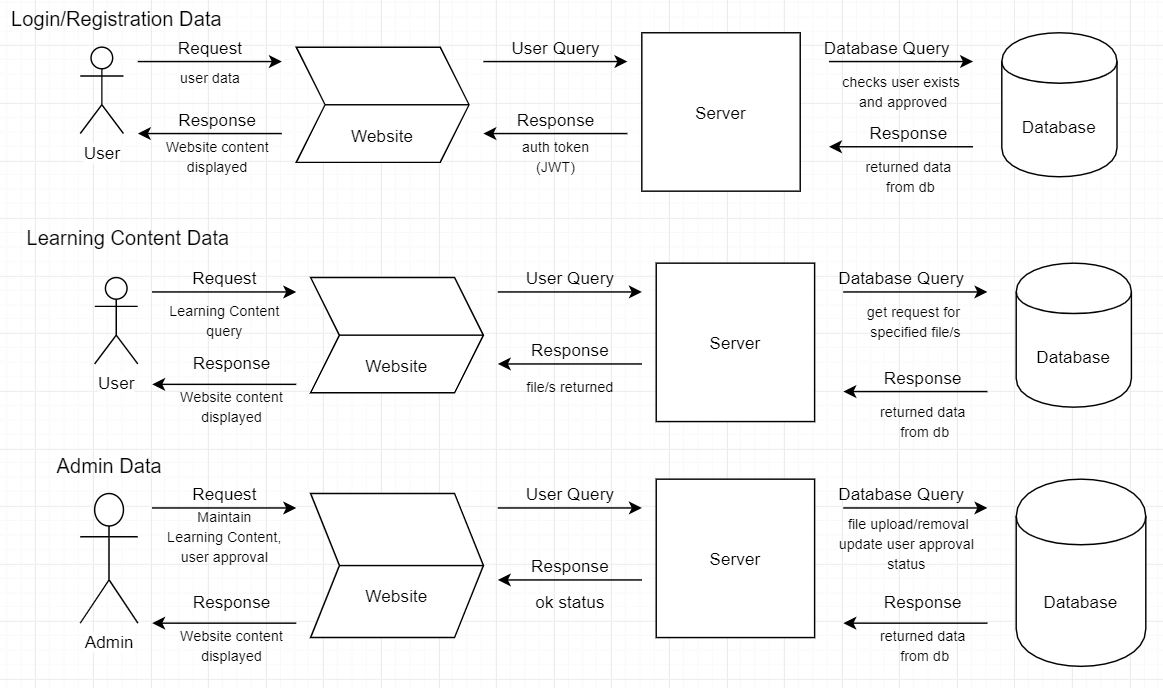 Login/Registration Data
Request
user data
Response
Website content
displayed
User
Website
User Query
Response
auth token
(JWT)
Server
Database Query
checks user exists
and approved
Response
returned data
from db
Database
Learning Content Data
Request
Learning Content
query
Response
Website content
displayed
User
Website
User Query
Response
file/s returned
Server
Database Query
get request for
specified file/s
Response
returned data
from db
Database
Admin Data
Request
Maintain
Learning Content,
user approval
Response
Website content
displayed
Admin
Website
User Query
Response
ok status
Server
Database Query
file upload/removal
update user approval
status
Response
returned data
from db
Database